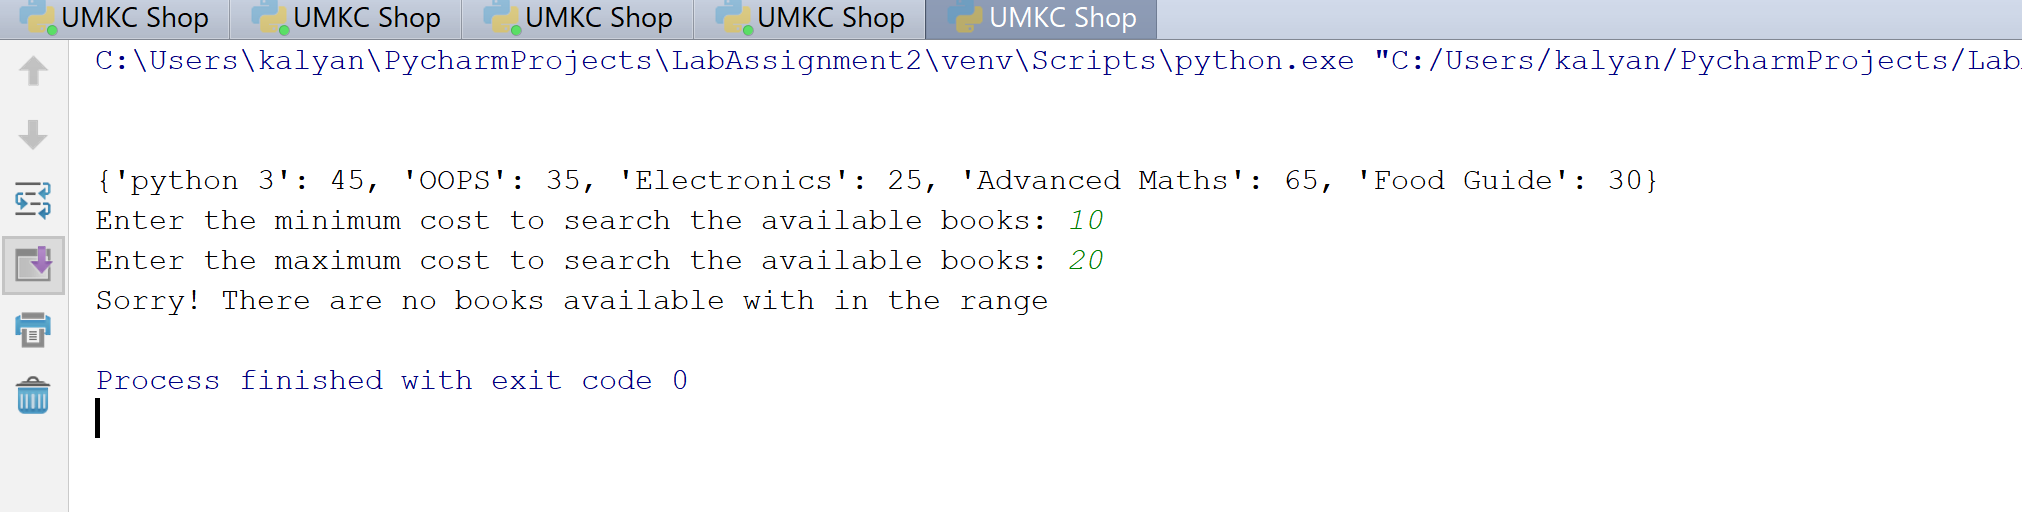 UMKC Shop UMKC Shop UMKC Shop UMKC Shop UMKC Shop
C:\Users\kalyan\PycharmProjects\LabAssignment2\venv\Scripts\python.exe "C:/Users/kalyan/PycharmProjects/Lab
{'python 3': 45, 'OOPS': 35, 'Electronics': 25, 'Advanced Maths': 65, 'Food Guide': 30}
Enter the minimum cost to search the available books: 10
Enter the maximum cost to search the available books: 20
Sorry! There are no books available with in the range
Process finished with exit code 0